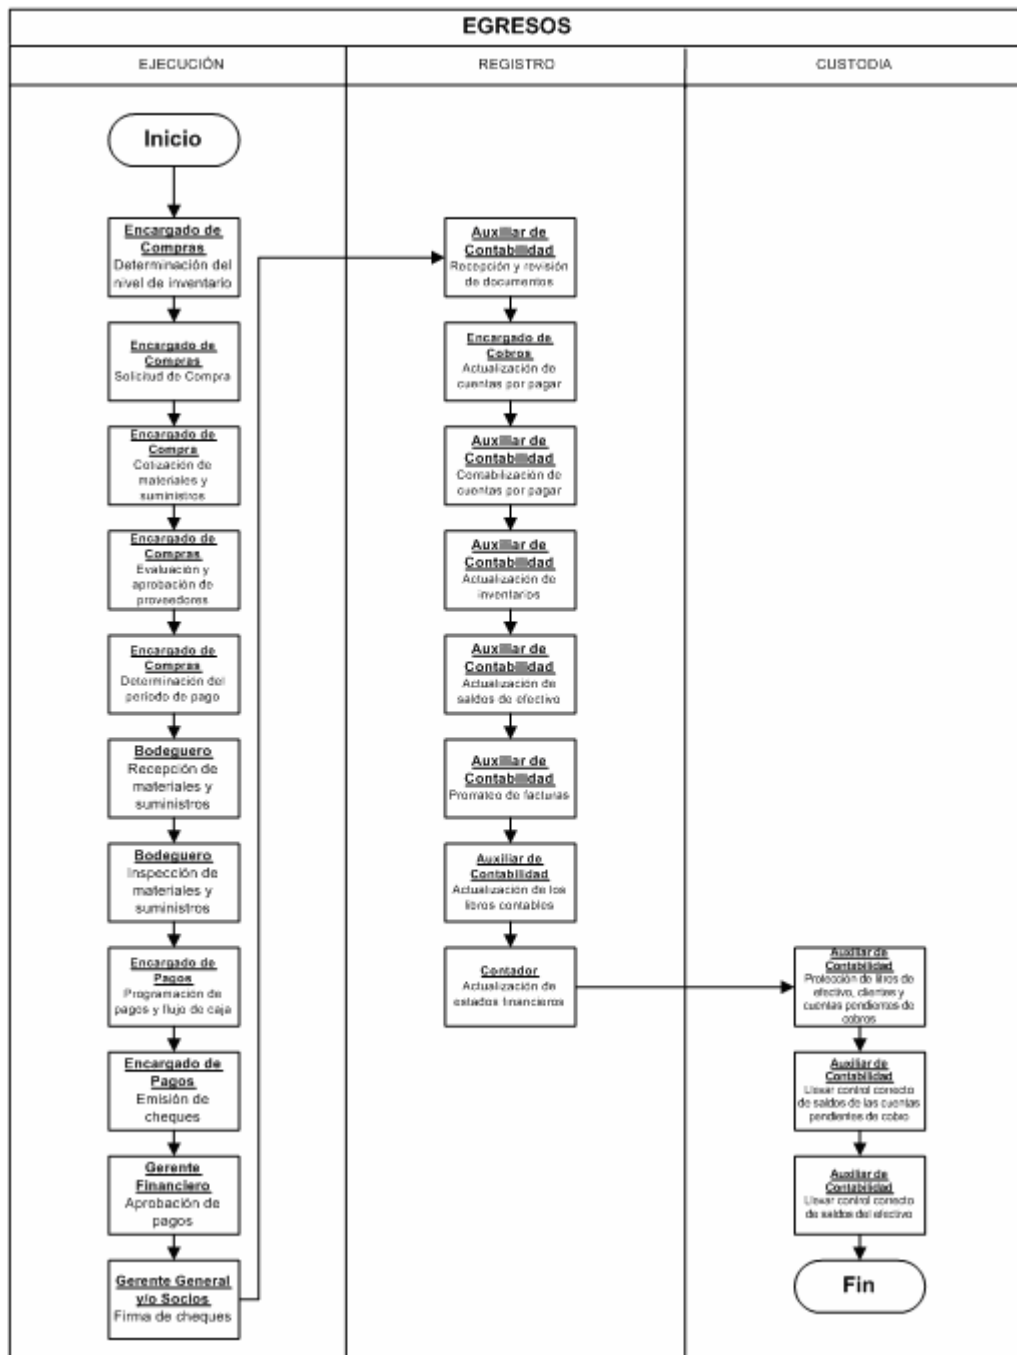 EGRESOS
EJECUCIÓN
REGISTRO
CUSTODIA
Inicio
Encargado de
Compras
Determinación del
nivel de inventario
Encargado de
Compras
Solicitud de Compra
Encargado de
Compra
Cotización de
materiales y
suministros
Encargado de
Compras
Evaluación y
aprobación de
proveedores
Encargado de
Compras
Determinación del
período de pago
Bodeguero
Recepción de
materiales y
suministros
Bodeguero
Inspección de
materiales y
suministros
Encargado de
Pagos
Programación de
pagos y flujo de caja
Encargado de
Pagos
Emisión de
cheques
Gerente
Financiero
Aprobación de
pagos
Gerente General
y/o Socios
Firma de cheques
Auxiliar de
Contabilidad
Recepción y revisión
de documentos
Encargado de
Cobros
Actualización de
cuentas por pagar
Auxiliar de
Contabilidad
Contabilización de
cuentas por pagar
Auxiliar de
Contabilidad
Actualización de
inventarios
Auxiliar de
Contabilidad
Actualización de
saldos de efectivo
Auxiliar de
Contabilidad
de facturas
Auxiliar de
Contabilidad
Actualización de los
libros contables
Contador
Actualización de
estados financieros
Auxiliar de
Contabilidad
Protección de libros de
efectivo, clientes y
cuentas pendientes de
cobros
Auxiliar de
Contabilidad
Llevar control correcto
de saldos de las cuentas
pendientes de cobro
Auxiliar de
Contabilidad
Llevar control correcto
de saldos del efectivo
Fin